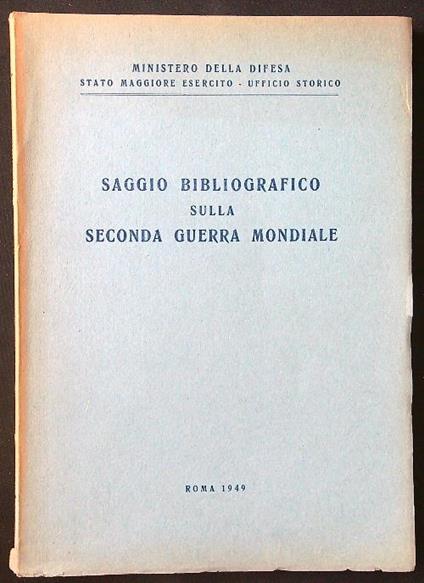 MINISTERO DELLA DIFESA
STATO MAGGIORE ESERCITO - UFFICIO STORICO
SAGGIO BIBLIOGRAFICO
SULLA
SECONDA GUERRA MONDIALE
ROMA 1949